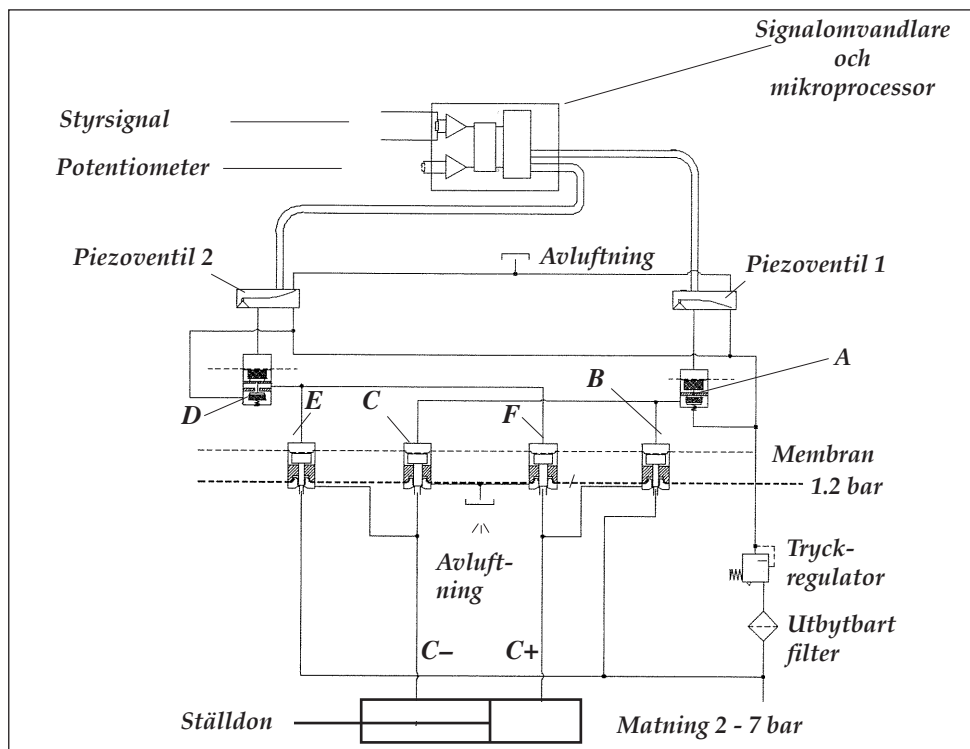 Signalomvandlare
och
mikroprocessor
Styrsignal
Potentiometer
Piezoventil 2
Avluftning
Piezoventil 1
A
B
D
E
C
F
Membran
1.2 bar
Avluft-
ning
Tryck-
regulator
Utbytbart
filter
C–
C+
Ställdon
Matning 2 - 7 bar